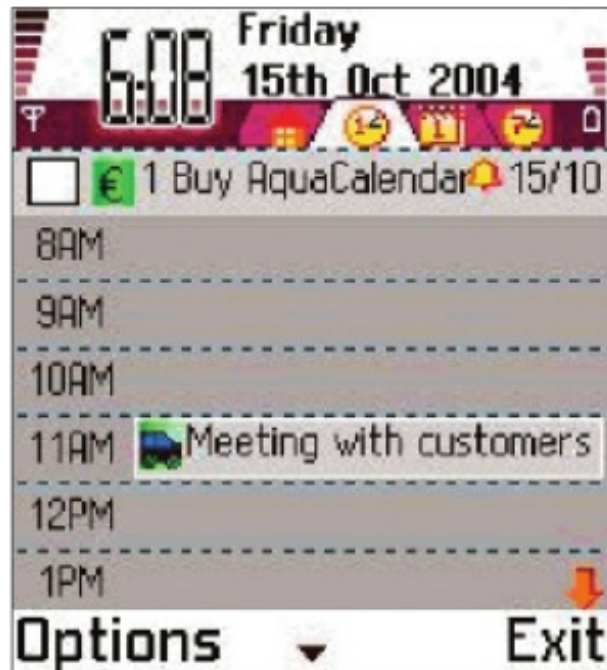 6:08
Friday
15th Oct 2004
1 Buy AquaCalendar 15/10
8AM
9AM
10AM
11AM Meeting with customers
12PM
1PM
Options Exit